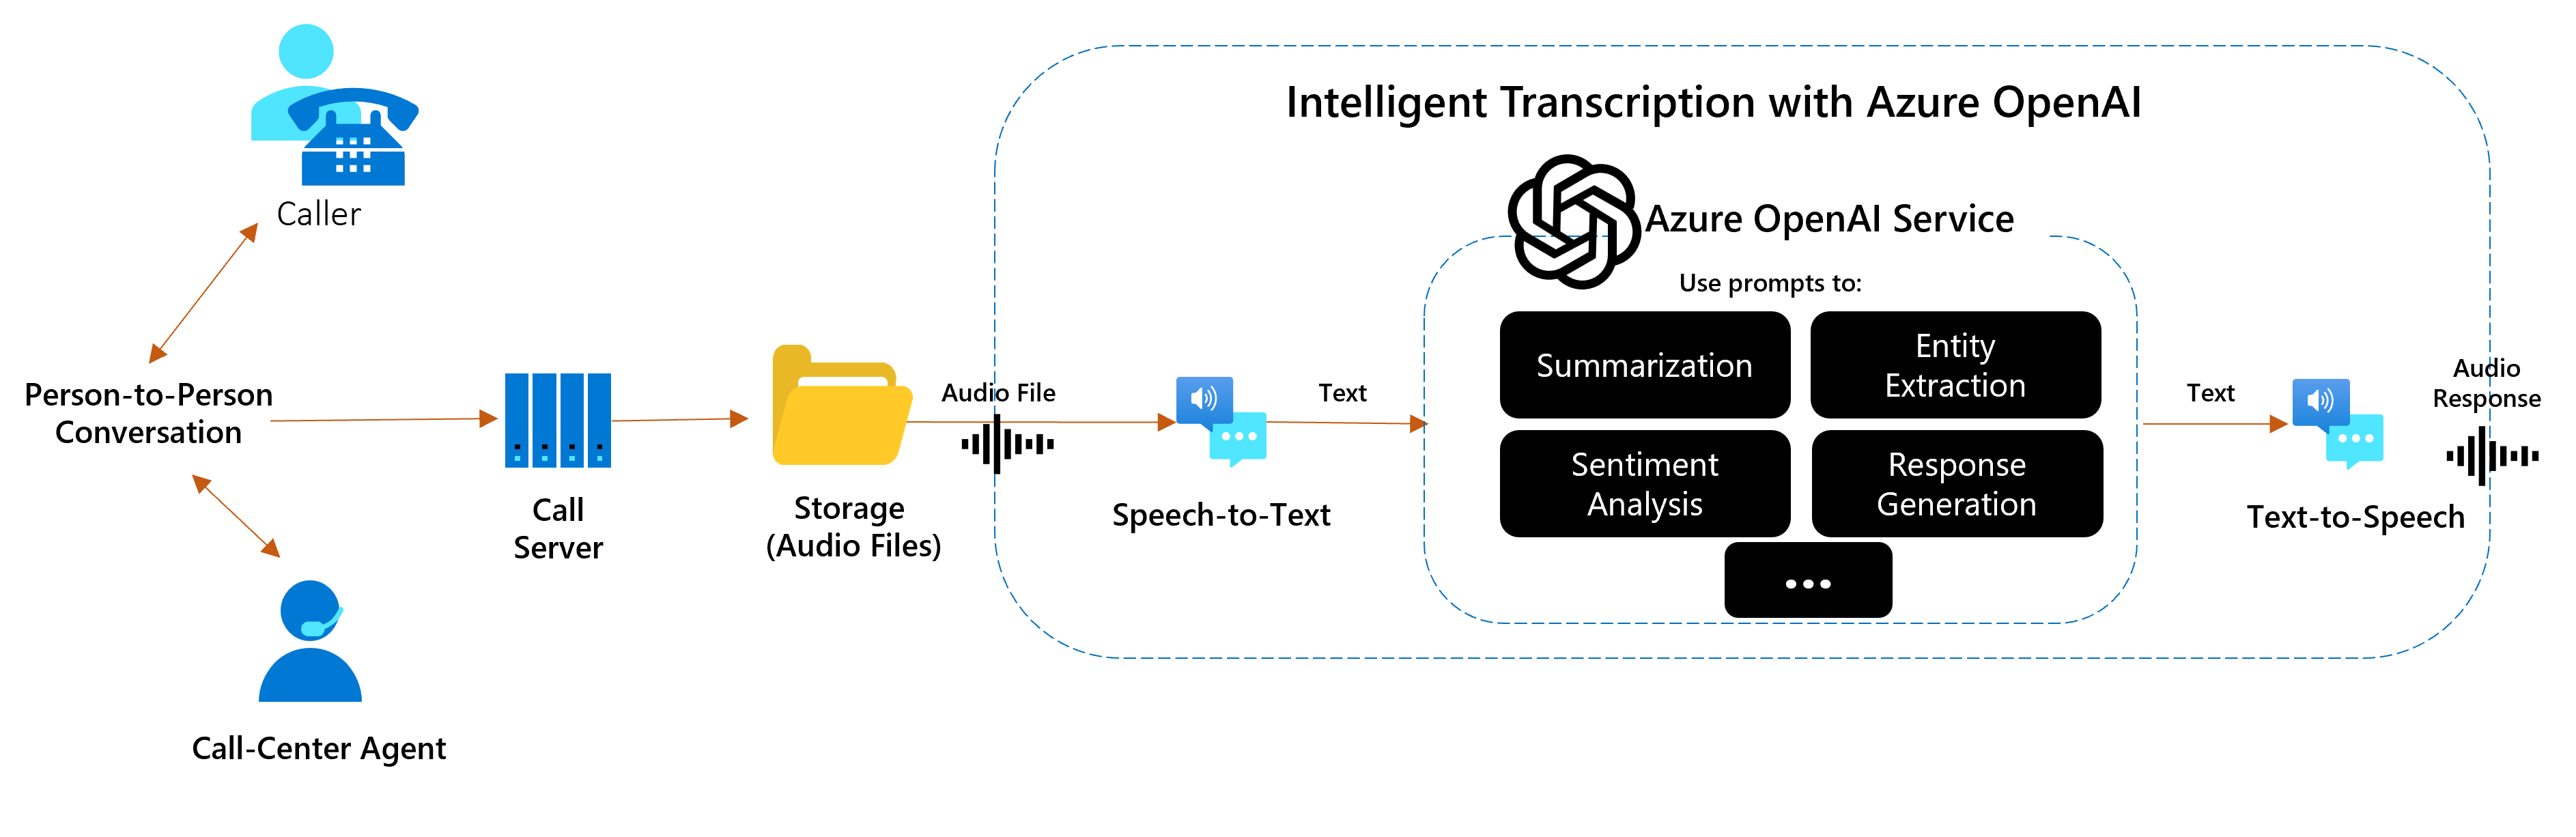 Caller
Person-to-Person
Conversation
Call-Center Agent
Call
Server
Storage
(Audio Files)
Audio File
Intelligent Transcription with Azure OpenAI
Speech-to-Text
Text
Azure OpenAI Service
Use prompts to:
Summarization
Entity
Extraction
Sentiment
Analysis
Response
Generation
...
Text
Text-to-Speech
Audio
Response